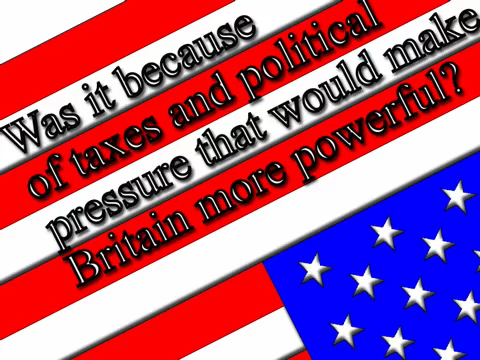 Was it because
of taxes and political
pressure that would make
Britain more powerful?